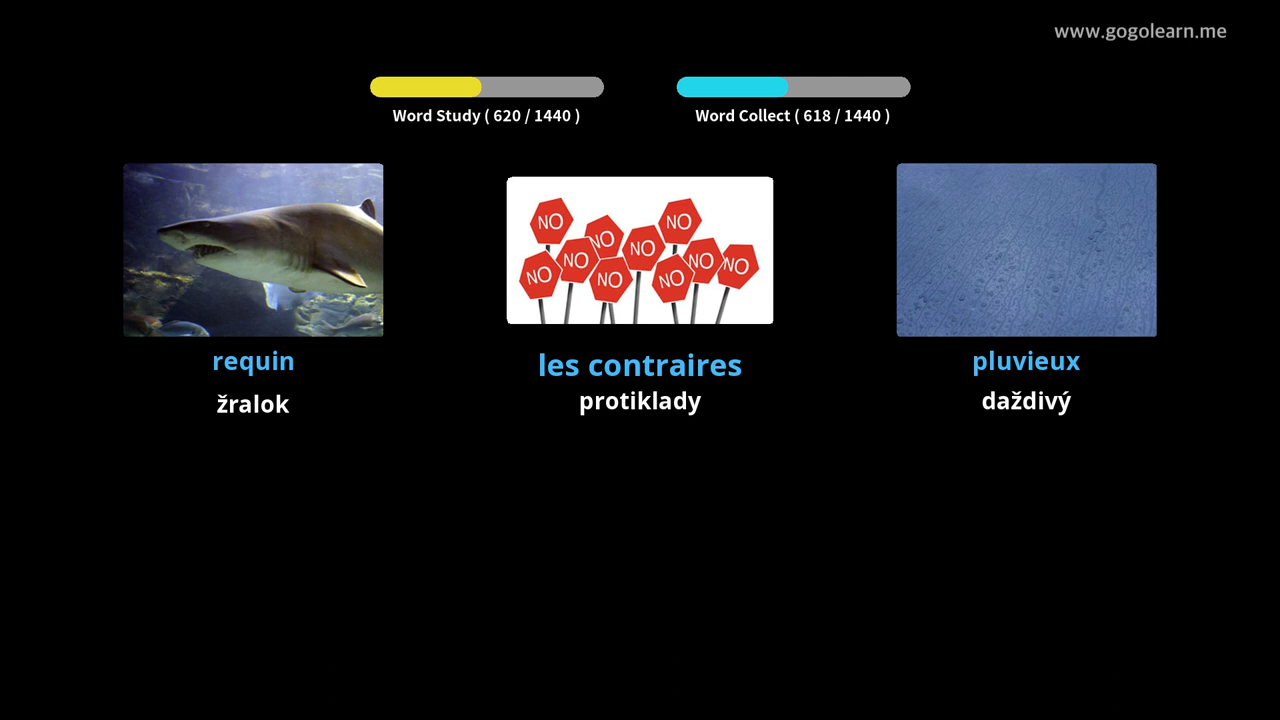 www.gogolearn.me
Word Study ( 620 / 1440 )
Word Collect ( 618 / 1440 )
NO
NO
NO
NO
NO
NO
NO
NO
NO
NO
requin
les contraires
pluvieux
žralok
protiklady
daždivý